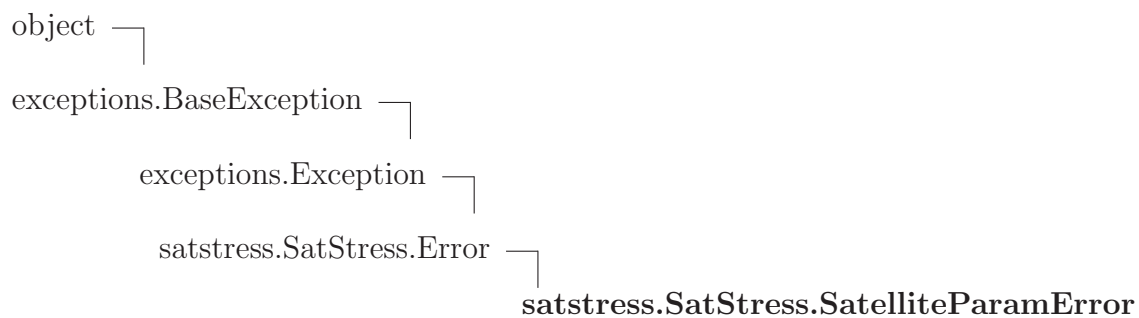 object
exceptions.BaseException
exceptions.Exception
satstress.SatStress.Error
satstress.SatStress.SatelliteParamError